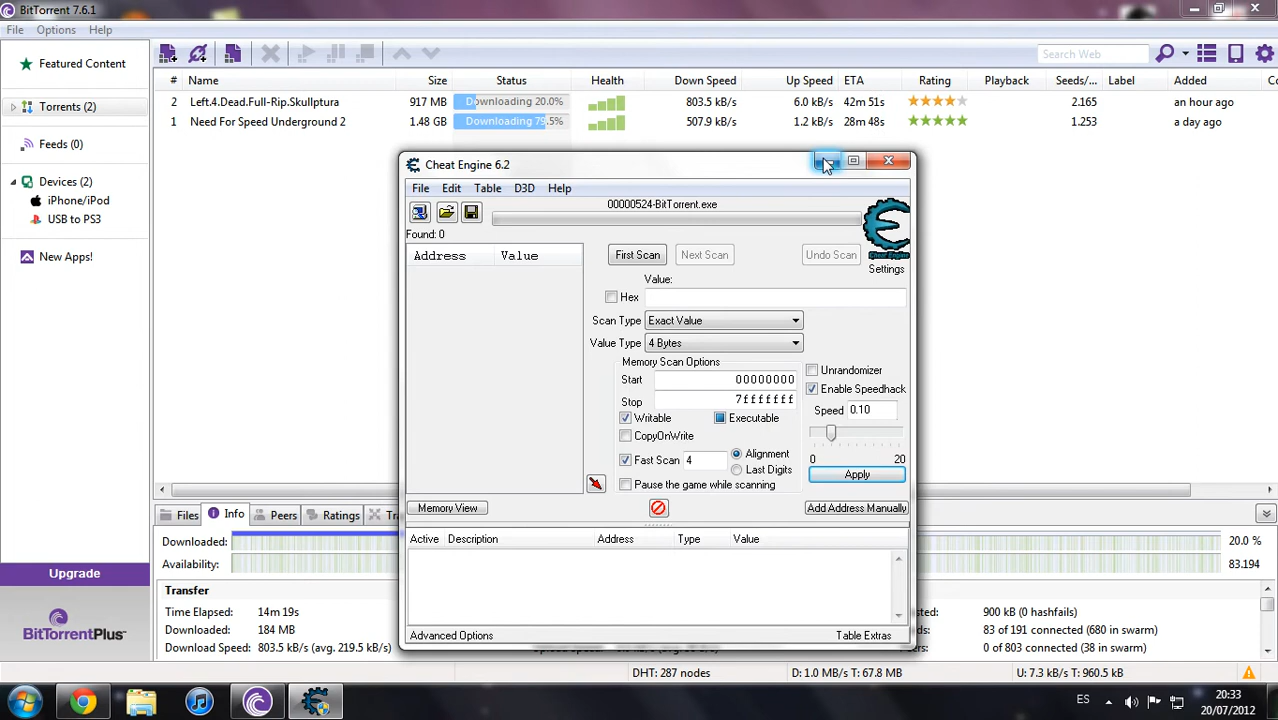 BitTorrent 7.6.1
File Options Help
Featured Content
Torrents (2)
Feeds (0)
Devices (2)
iPhone/iPod
USB to PS3
New Apps!
Upgrade
BitTorrentPlus
Search Web
# Name Size Status Health Down Speed Up Speed ETA Rating Playback Seeds/... Label Added Co
2 Left.4.Dead.Full-Rip.Skullptura 917 MB Downloading 20.0% 803.5 kB/s 6.0 kB/s 42m 51s 2.165 an hour ago
1 Need For Speed Underground 2 1.48 GB Downloading 79.5% 507.9 kB/s 1.2 kB/s 28m 48s 1.253 a day ago
Cheat Engine 6.2
File Edit Table D3D Help
00000524-BitTorrent.exe
Found: 0
Address Value
First Scan Next Scan Undo Scan
Cheat Engine
Settings
Value:
Hex
Scan Type Exact Value
Value Type 4 Bytes
Memory Scan Options
Start 00000000
Stop 7fffffff
Writable Executable
CopyOnWrite
Fast Scan 4 Alignment
Last Digits
Pause the game while scanning
Unrandomizer
Enable Speedhack
Speed 0.10
0 20
Apply
Memory View Add Address Manually
Active Description Address Type Value
Advanced Options Table Extras
Files Info Peers Ratings
Downloaded: 20.0 %
Availability: 83.194
Transfer
Time Elapsed: 14m 19s 900 kB (0 hashfails)
Downloaded: 184 MB 83 of 191 connected (680 in swarm)
Download Speed: 803.5 kB/s (avg. 219.5 kB/s) 0 of 803 connected (38 in swarm)
DHT: 287 nodes D: 1.0 MB/s T: 67.8 MB U: 7.3 kB/s T: 960.5 kB
ES 20:33
20/07/2012